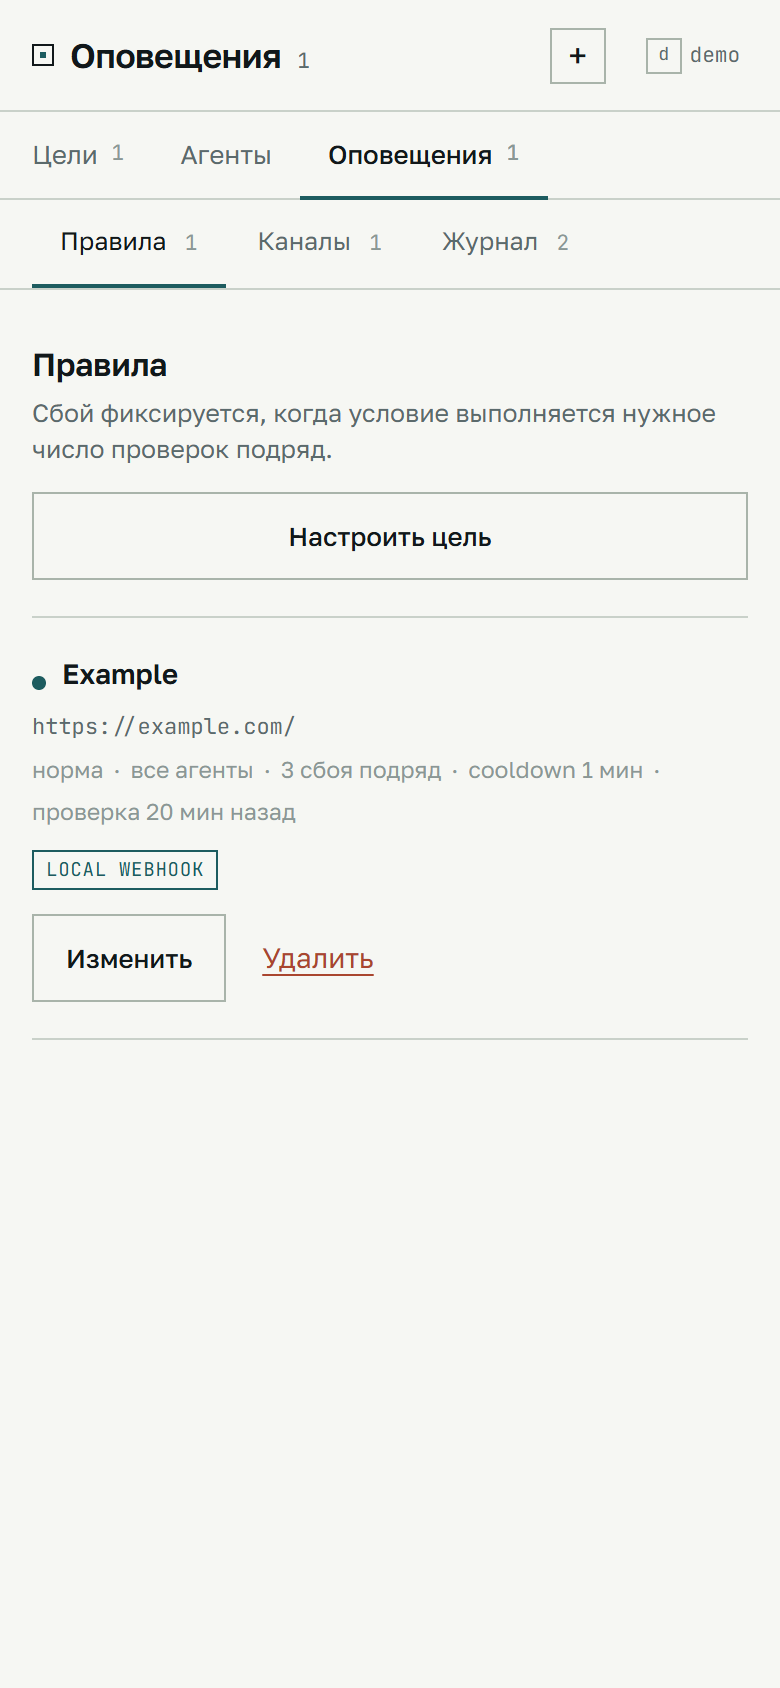 Оповещения 1
+
d demo
Цели 1 Агенты Оповещения 1
Правила 1 Каналы 1 Журнал 2
Правила
Сбой фиксируется, когда условие выполняется нужное
число проверок подряд.
Настроить цель
Example
https://example.com/
норма · все агенты · 3 сбоя подряд · cooldown 1 мин ·
проверка 20 мин назад
LOCAL WEBHOOK
Изменить Удалить